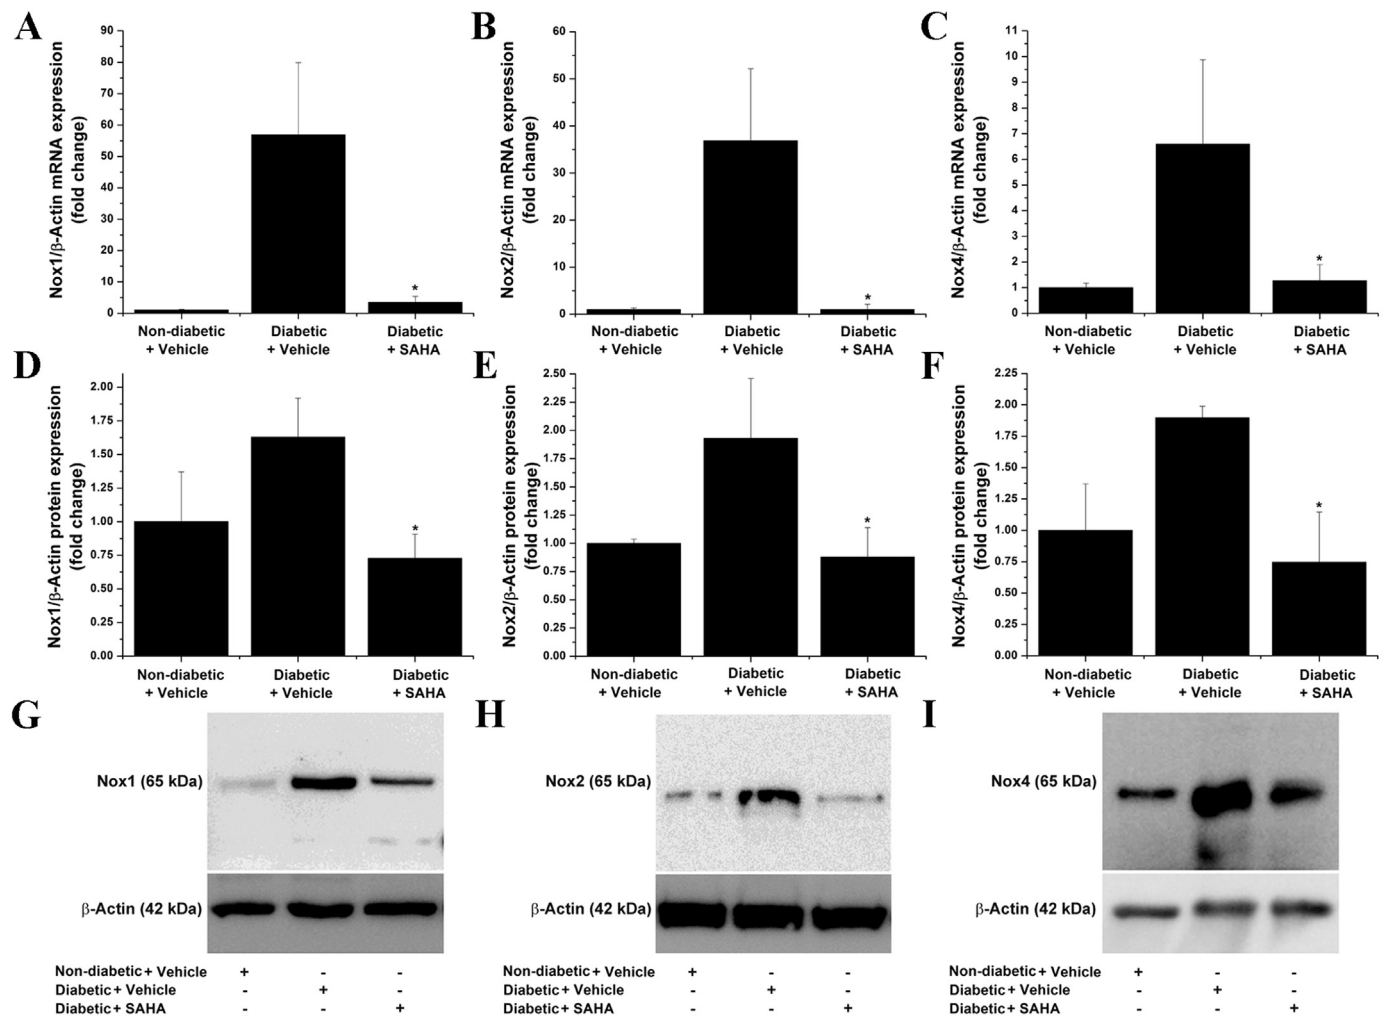 A
Nox1/β-Actin mRNA expression
(fold change)
90
80
70
60
50
40
30
20
10
0
*
Non-diabetic
+ Vehicle
Diabetic
+ Vehicle
Diabetic
+ SAHA
B
Nox2/β-Actin mRNA expression
(fold change)
60
50
40
30
20
10
0
*
Non-diabetic
+ Vehicle
Diabetic
+ Vehicle
Diabetic
+ SAHA
C
Nox4/β-Actin mRNA expression
(fold change)
11
10
9
8
7
6
5
4
3
2
1
0
*
Non-diabetic
+ Vehicle
Diabetic
+ Vehicle
Diabetic
+ SAHA
D
Nox1/β-Actin protein expression
(fold change)
2.00
1.75
1.50
1.25
1.00
0.75
0.50
0.25
0.00
*
Non-diabetic
+ Vehicle
Diabetic
+ Vehicle
Diabetic
+ SAHA
E
Nox2/β-Actin protein expression
(fold change)
2.50
2.25
2.00
1.75
1.50
1.25
1.00
0.75
0.50
0.25
0.00
*
Non-diabetic
+ Vehicle
Diabetic
+ Vehicle
Diabetic
+ SAHA
F
Nox4/β-Actin protein expression
(fold change)
2.25
2.00
1.75
1.50
1.25
1.00
0.75
0.50
0.25
0.00
*
Non-diabetic
+ Vehicle
Diabetic
+ Vehicle
Diabetic
+ SAHA
G
Nox1 (65 kDa)
β-Actin (42 kDa)
Non-diabetic + Vehicle + - -
Diabetic + Vehicle - + -
Diabetic + SAHA - - +
H
Nox2 (65 kDa)
β-Actin (42 kDa)
Non-diabetic + Vehicle + - -
Diabetic + Vehicle - + -
Diabetic + SAHA - - +
I
Nox4 (65 kDa)
β-Actin (42 kDa)
Non-diabetic + Vehicle + - -
Diabetic + Vehicle - + -
Diabetic + SAHA - - +